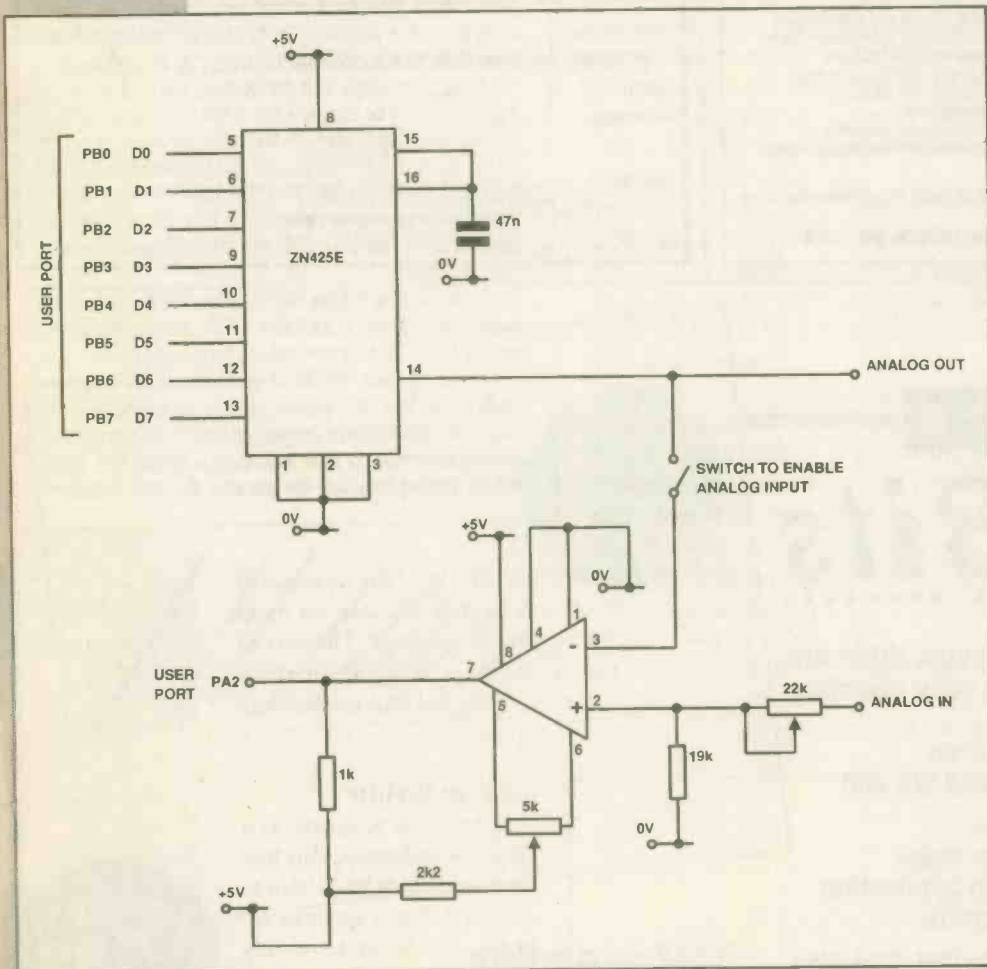 +5V
8
5
15
PB0 D0
6
16
PB1 D1
7
47n
PB2 D2
9
ZN425E
PB3 D3
0V
10
PB4 D4
11
PB5 D5
12
14
ANALOG OUT
PB6 D6
13
PB7 D7
USER PORT
1 2 3
0V
SWITCH TO ENABLE
ANALOG INPUT
+5V
0V
1
4
8
- 3
7
USER
PORT PA2
22k
2
ANALOG IN
+
5
6
19k
1k
5k
0V
2k2
+5V